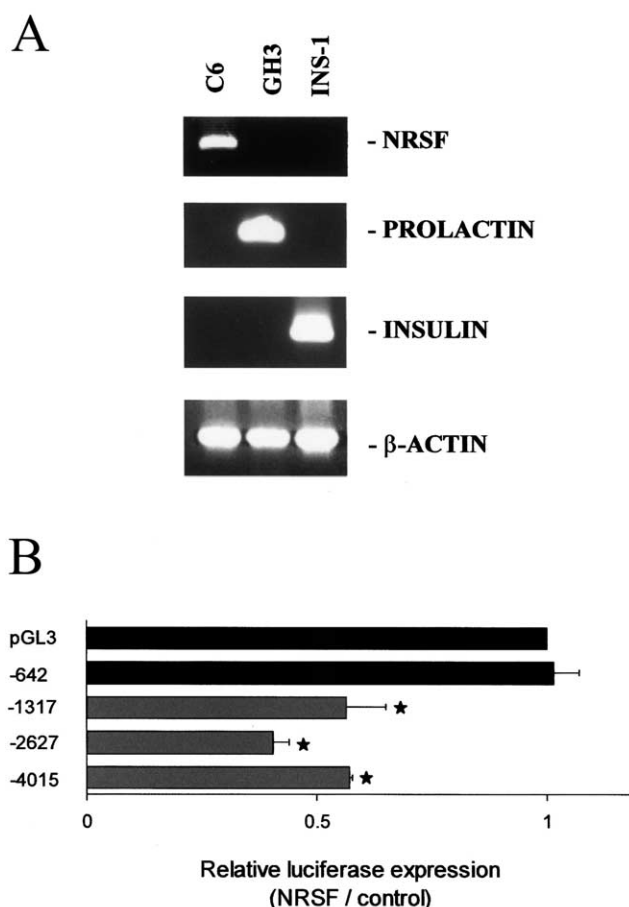 A
C6 GH3 INS-1
- NRSF
- PROLACTIN
- INSULIN
- β-ACTIN
B
pGL3
-642
-1317
-2627
-4015
0 0.5 1
Relative luciferase expression
(NRSF / control)